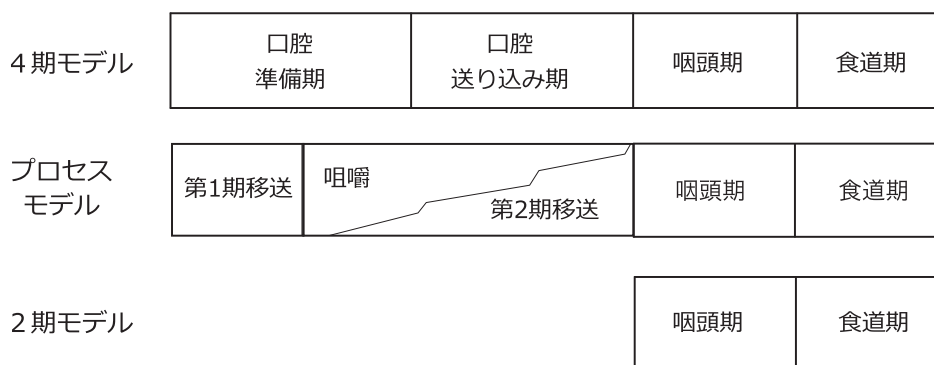 4期モデル
口腔
準備期
口腔
送り込み期
咽頭期
食道期
プロセス
モデル
第1期移送
咀嚼
第2期移送
咽頭期
食道期
2期モデル
咽頭期
食道期